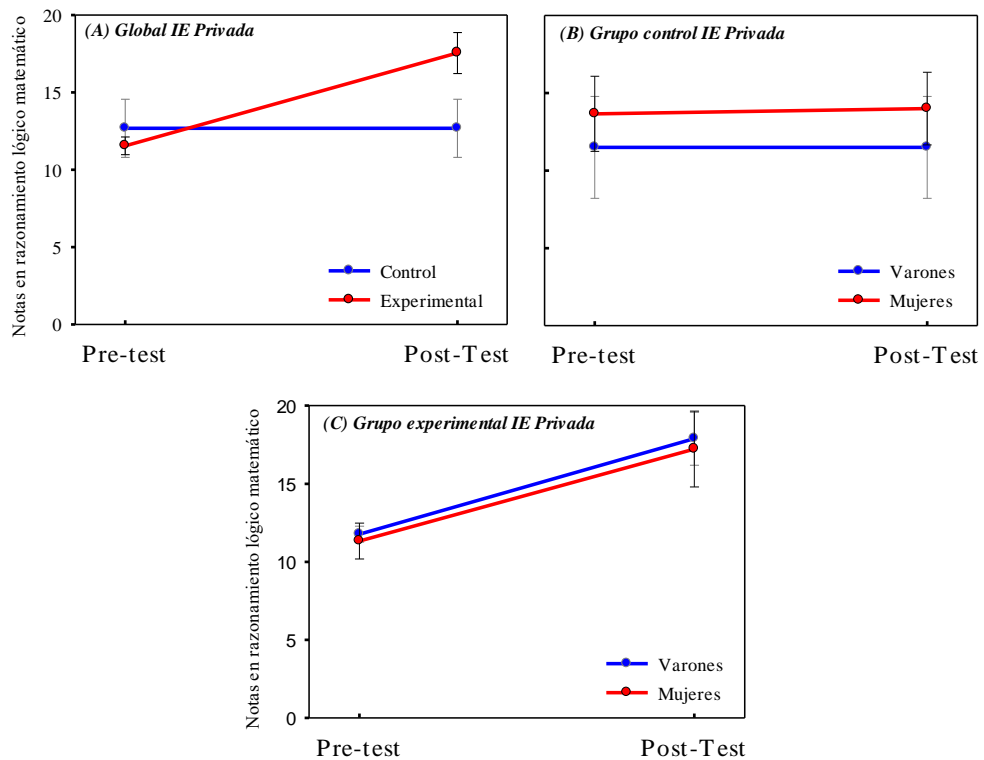 (A) Global IE Privada
Notas en razonamiento lógico matemático
20
15
10
5
0
Control
Experimental
Pre-test
Post-Test
(B) Grupo control IE Privada
Varones
Mujeres
Pre-test
Post-Test
(C) Grupo experimental IE Privada
Notas en razonamiento lógico matemático
20
15
10
5
0
Varones
Mujeres
Pre-test
Post-Test